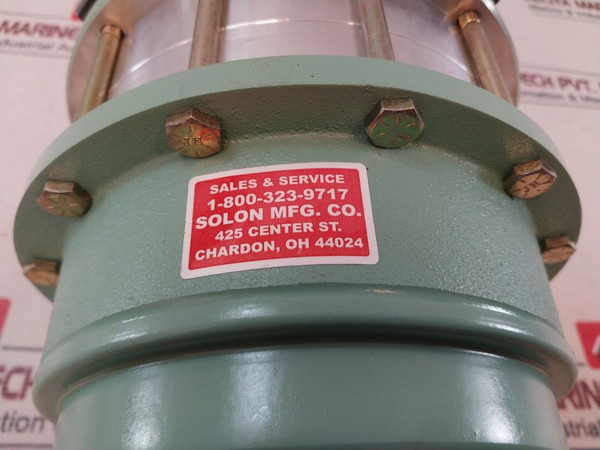 SALES & SERVICE
1-800-323-9717
SOLON MFG. CO.
425 CENTER ST.
CHARDON, OH 44024